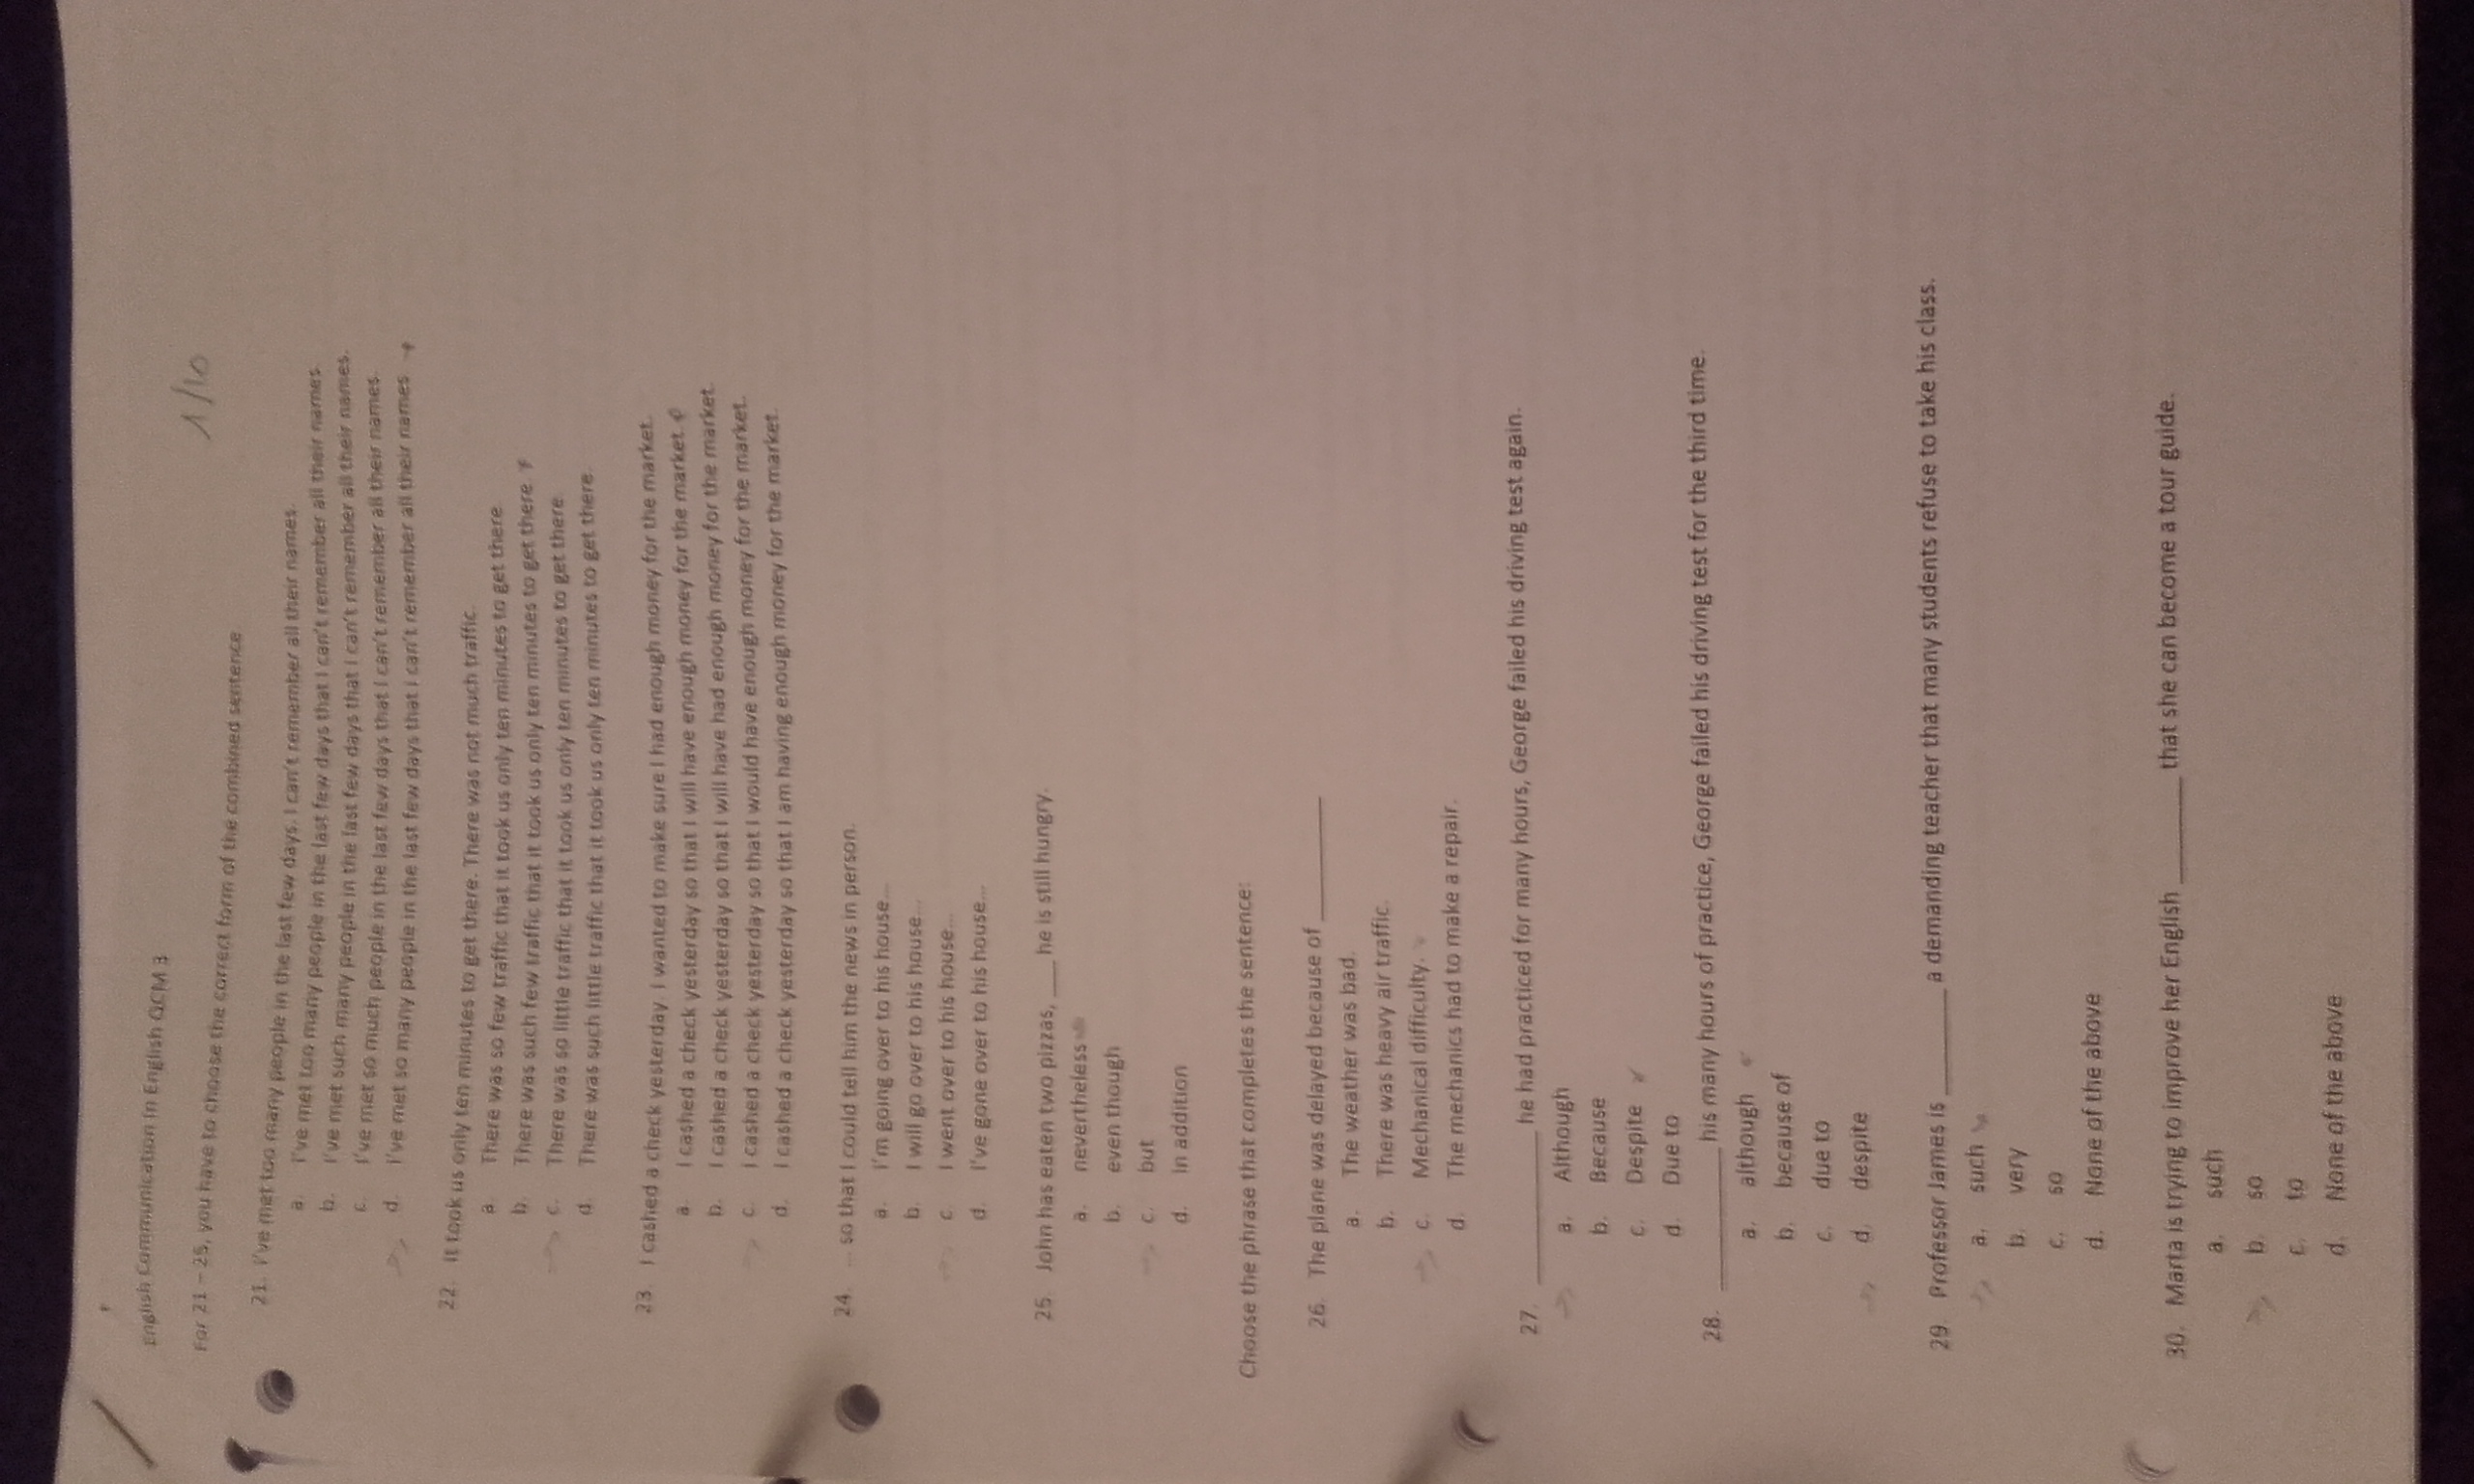 English Communication in English QCM 3
1/10
For 21 – 25, you have to choose the correct form of the combined sentence
21. I've met too many people in the last few days. I can't remember all their names.
a. I've met too many people in the last few days that I can't remember all their names.
b. I've met such many people in the last few days that I can't remember all their names.
c. I've met so much people in the last few days that I can't remember all their names.
d. I've met so many people in the last few days that I can't remember all their names.
22. It took us only ten minutes to get there. There was not much traffic.
a. There was so few traffic that it took us only ten minutes to get there.
b. There was such few traffic that it took us only ten minutes to get there.
c. There was so little traffic that it took us only ten minutes to get there.
d. There was such little traffic that it took us only ten minutes to get there.
23. I cashed a check yesterday. I wanted to make sure I had enough money for the market.
a. I cashed a check yesterday so that I will have enough money for the market.
b. I cashed a check yesterday so that I will have had enough money for the market.
c. I cashed a check yesterday so that I would have enough money for the market.
d. I cashed a check yesterday so that I am having enough money for the market.
24. ... so that I could tell him the news in person.
a. I'm going over to his house...
b. I will go over to his house...
c. I went over to his house...
d. I've gone over to his house...
25. John has eaten two pizzas, ___ he is still hungry.
a. nevertheless
b. even though
c. but
d. in addition
Choose the phrase that completes the sentence:
26. The plane was delayed because of __________
a. The weather was bad.
b. There was heavy air traffic.
c. Mechanical difficulty.
d. The mechanics had to make a repair.
27. ____________ he had practiced for many hours, George failed his driving test again.
a. Although
b. Because
c. Despite
d. Due to
28. ___________ his many hours of practice, George failed his driving test for the third time.
a. although
b. because of
c. due to
d. despite
29. Professor James is ________ a demanding teacher that many students refuse to take his class.
a. such
b. very
c. so
d. None of the above
30. Marta is trying to improve her English ________ that she can become a tour guide.
a. such
b. so
c. to
d. None of the above